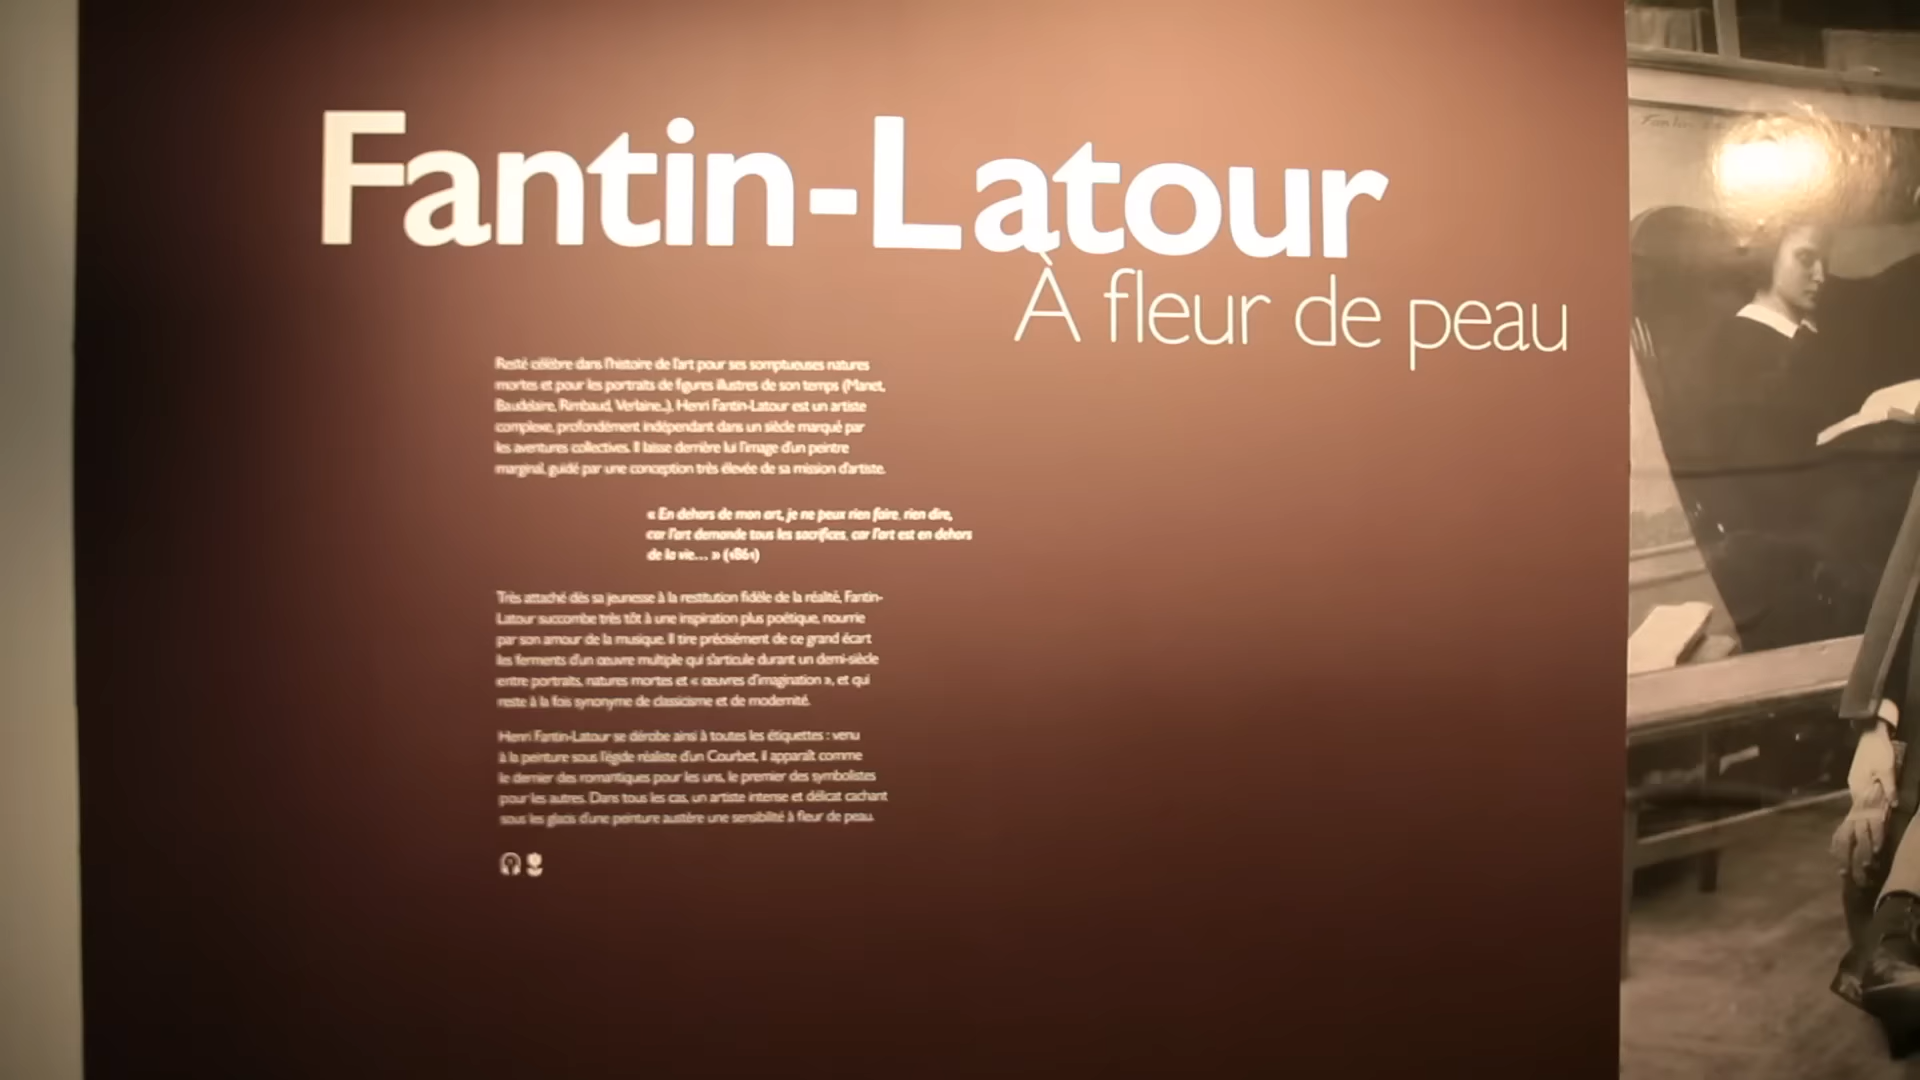 Fantin-Latour
À fleur de peau
Resté célèbre dans l'histoire de l'art pour ses somptueuses natures
mortes et pour les portraits de figures illustres de son temps (Manet,
Baudelaire, Rimbaud, Verlaine...), Henri Fantin-Latour est un artiste
complexe, profondément indépendant dans un siècle marqué par
les aventures collectives. Il laisse derrière lui l'image d'un peintre
marginal, guidé par une conception très élevée de sa mission d'artiste.
« En dehors de mon art, je ne peux rien faire, rien dire,
car l'art demande tous les sacrifices, car l'art est en dehors
de la vie... » (1861)
Très attaché dès sa jeunesse à la restitution fidèle de la réalité, Fantin-
Latour succombe très tôt à une inspiration plus poétique, nourrie
par son amour de la musique. Il tire précisément de ce grand écart
les ferments d'un œuvre multiple qui s'articule durant un demi-siècle
entre portraits, natures mortes et « œuvres d'imagination », et qui
reste à la fois synonyme de classicisme et de modernité.
Henri Fantin-Latour se dérobe ainsi à toutes les étiquettes : venu
à la peinture sous l'égide réaliste d'un Courbet, il apparaît comme
le dernier des romantiques pour les uns, le premier des symbolistes
pour les autres. Dans tous les cas, un artiste intense et délicat cachant
sous les glacis d'une peinture austère une sensibilité à fleur de peau.